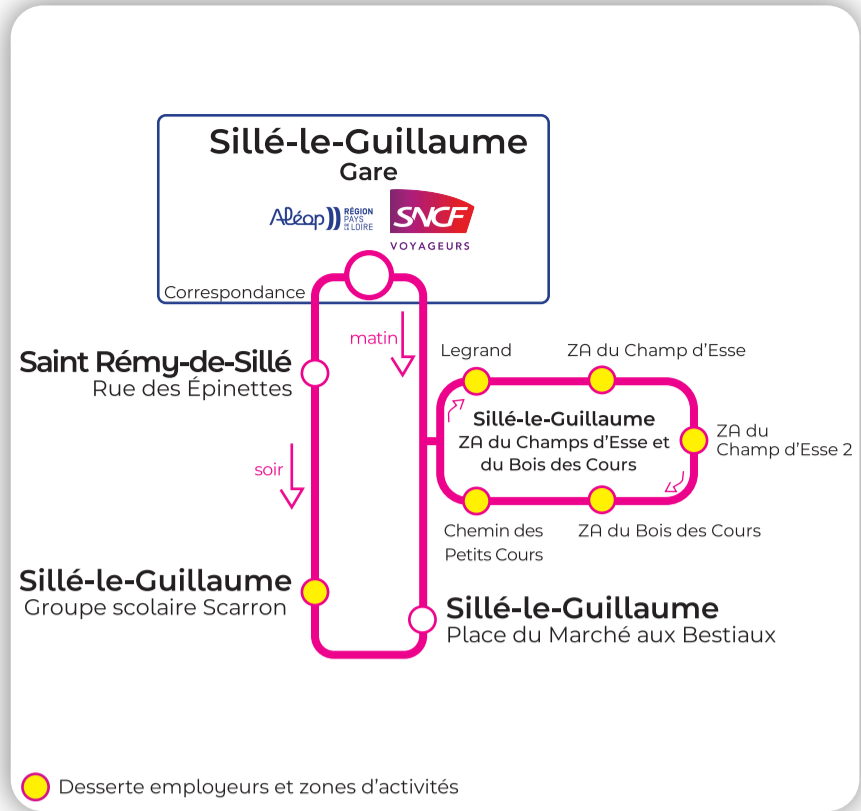 Sillé-le-Guillaume
Gare
Aléop RÉGION
PAYS
DE LA LOIRE
SNCF
VOYAGEURS
Correspondance
matin
Saint Rémy-de-Sillé
Rue des Épinettes
Legrand
ZA du Champ d'Esse
Sillé-le-Guillaume
ZA du Champs d'Esse et
du Bois des Cours
ZA du
Champ d'Esse 2
soir
Chemin des
Petits Cours
ZA du Bois des Cours
Sillé-le-Guillaume
Groupe scolaire Scarron
Sillé-le-Guillaume
Place du Marché aux Bestiaux
Desserte employeurs et zones d'activités